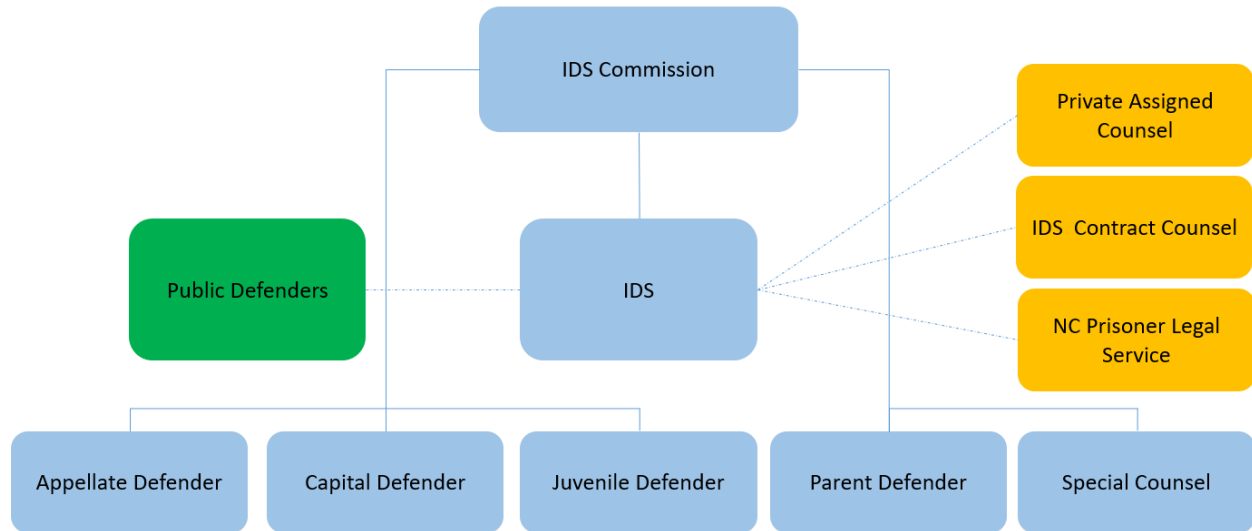 IDS Commission
Private Assigned
Counsel
IDS  Contract Counsel
Public Defenders
IDS
NC Prisoner Legal
Service
Appellate Defender
Capital Defender
Juvenile Defender
Parent Defender
Special Counsel